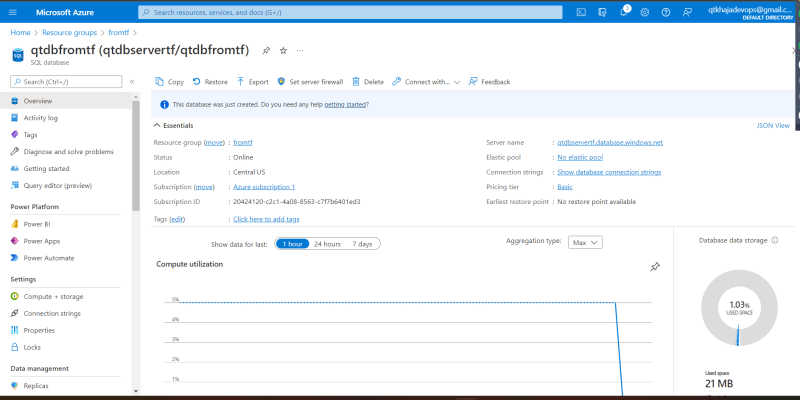 Microsoft Azure
Search resources, services, and docs (G+/)
2
qtkhajadevops@gmail.c...
DEFAULT DIRECTORY
Home > Resource groups > fromtf >
qtdbfromtf (qtdbservertf/qtdbfromtf)
SQL database
Search (Ctrl+/)
Overview
Activity log
Tags
Diagnose and solve problems
Getting started
Query editor (preview)
Power Platform
Power BI
Power Apps
Power Automate
Settings
Compute + storage
Connection strings
Properties
Locks
Data management
Replicas
Copy Restore Export Set server firewall Delete Connect with... Feedback
This database was just created. Do you need any help getting started?
Essentials
JSON View
Resource group (move) : fromtf
Status : Online
Location : Central US
Subscription (move) : Azure subscription 1
Subscription ID : 20424120-c2c1-4a08-8563-c7f7b6401ed3
Tags (edit) : Click here to add tags
Server name : qtdbservertf.database.windows.net
Elastic pool : No elastic pool
Connection strings : Show database connection strings
Pricing tier : Basic
Earliest restore point : No restore point available
Show data for last: 1 hour 24 hours 7 days
Aggregation type: Max
Compute utilization
5%
4%
3%
2%
1%
Database data storage
1.03%
USED SPACE
Used space
21 MB